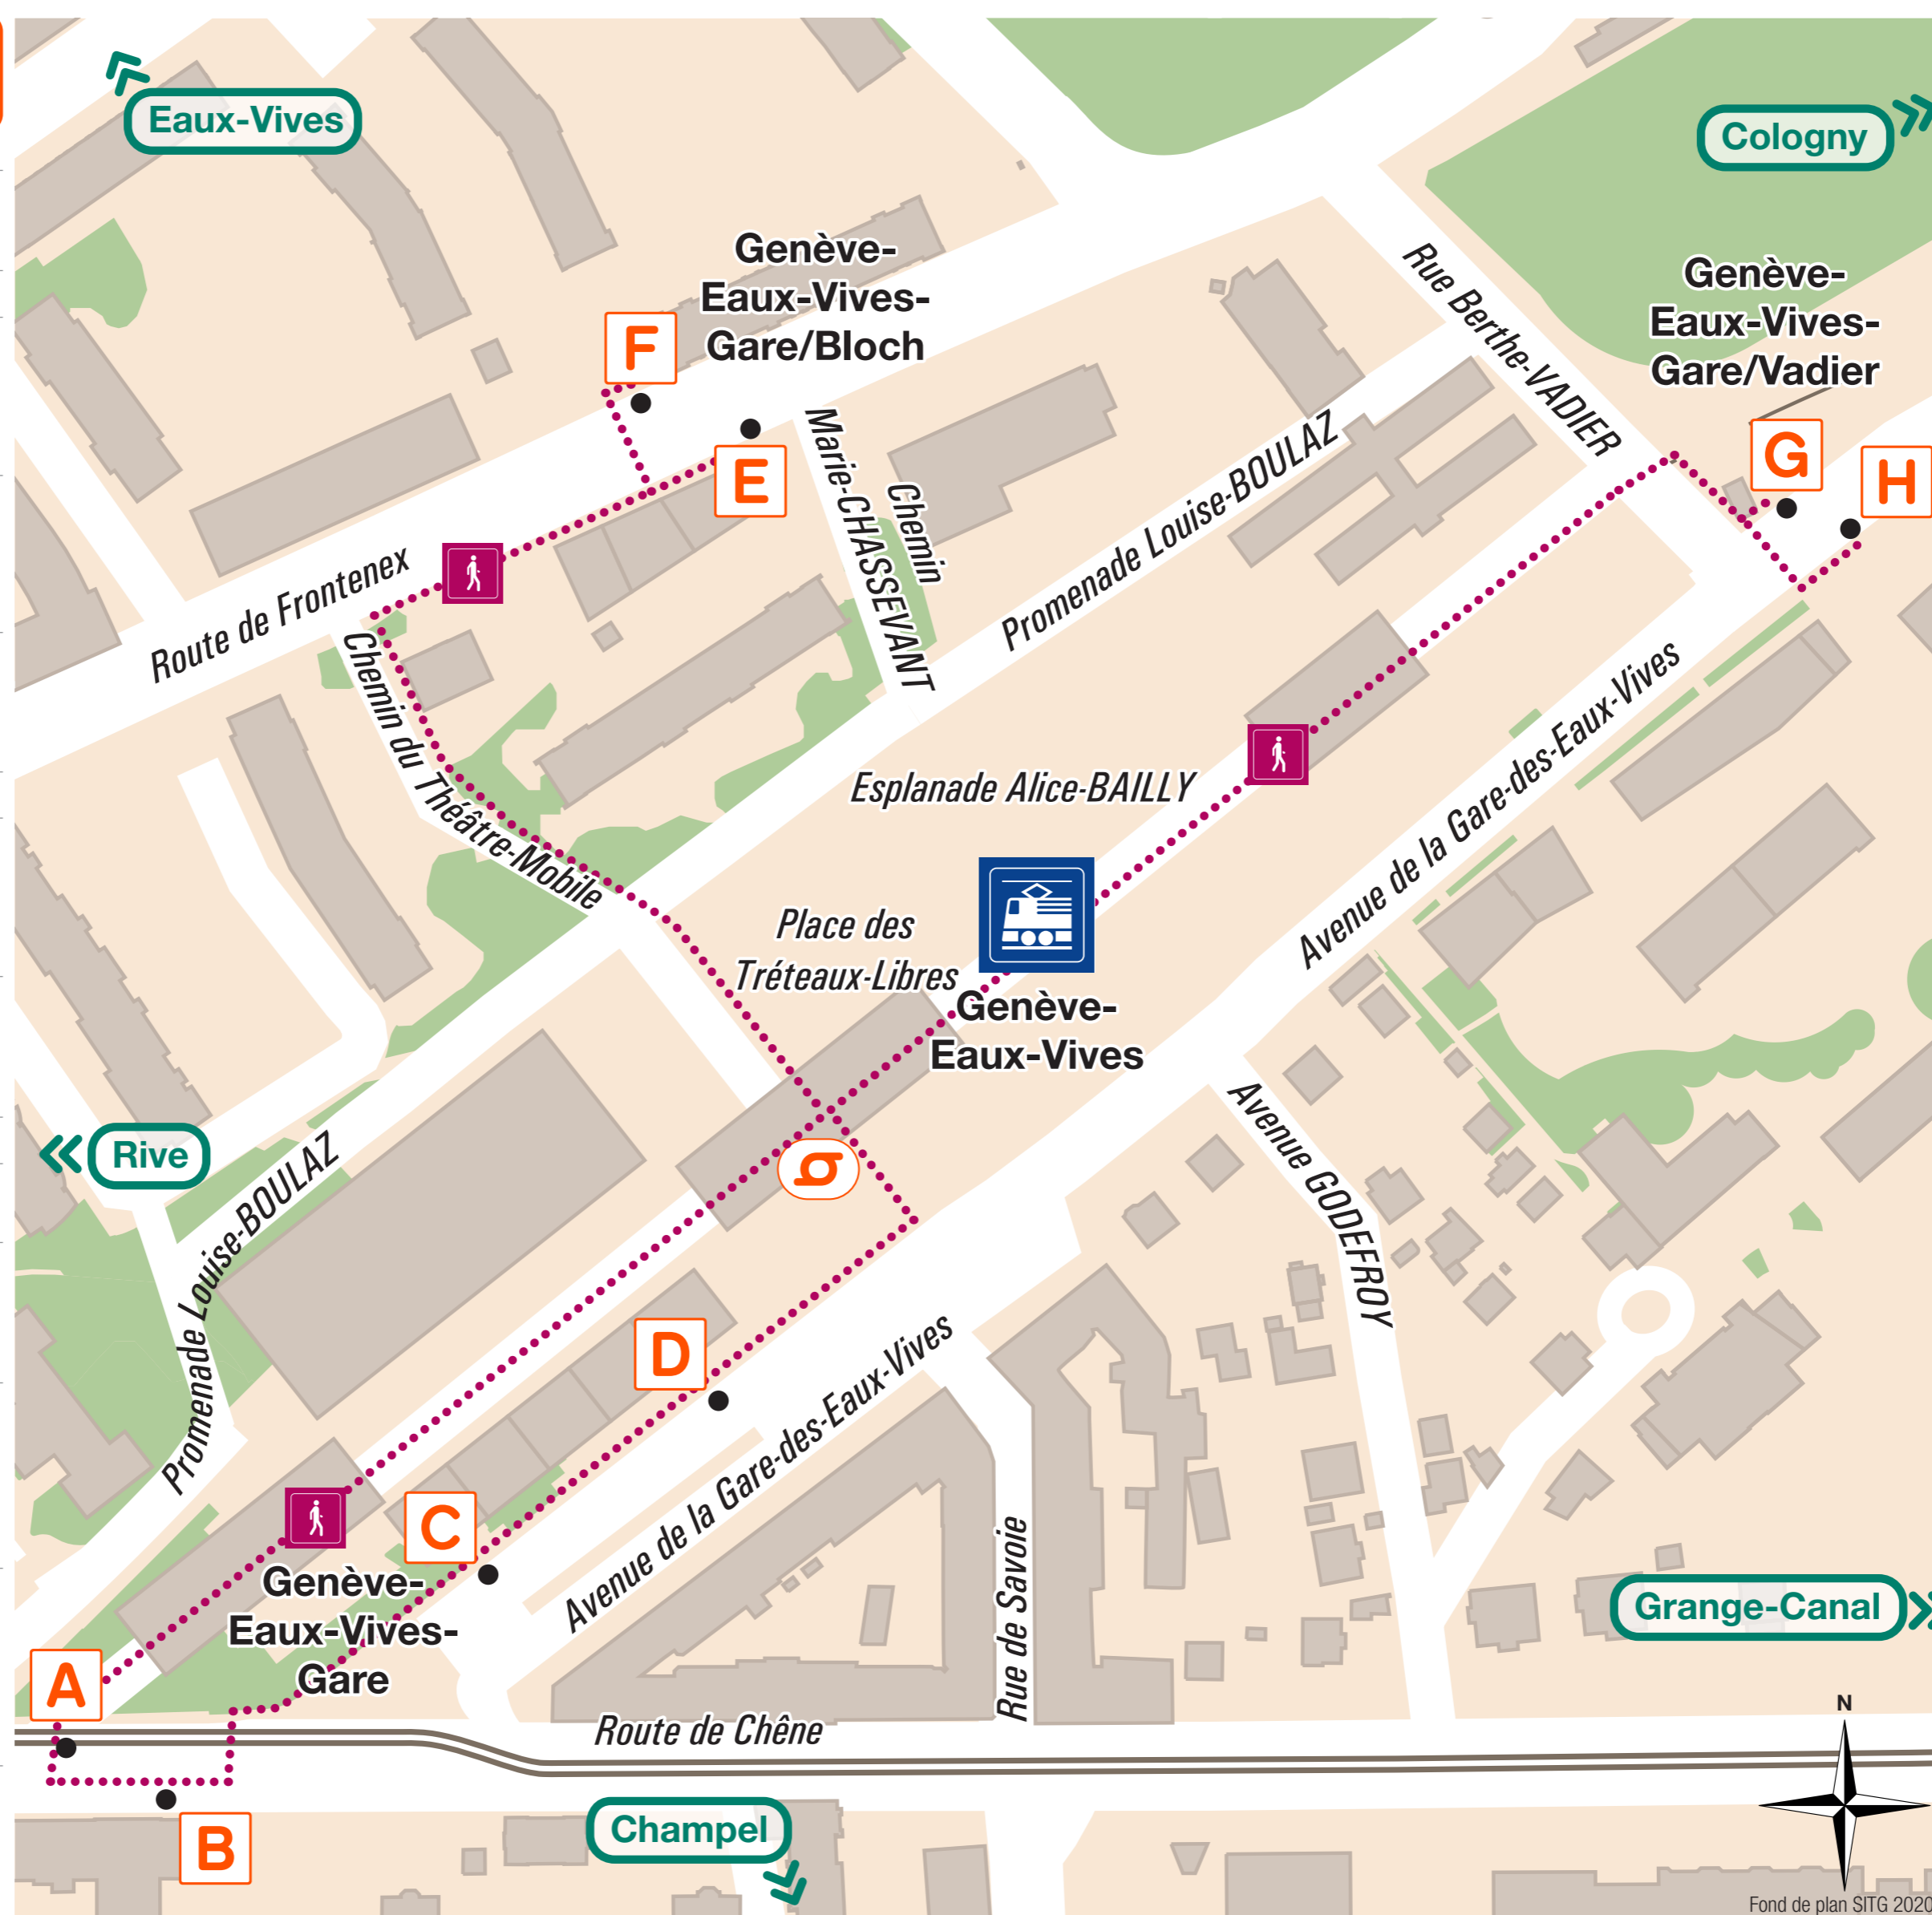 Eaux-Vives
Cologny
Genève-
Eaux-Vives-
Gare/Bloch
F
E
Rue Berthe-VADIER
Genève-
Eaux-Vives-
Gare/Vadier
G
H
Route de Frontenex
Chemin
Marie-CHASSEVANT
Promenade Louise-BOULAZ
Chemin du Théâtre-Mobile
Esplanade Alice-BAILLY
Avenue de la Gare-des-Eaux-Vives
Place des
Tréteaux-Libres
Genève-
Eaux-Vives
Rive
Promenade Louise-BOULAZ
Avenue GODEFROY
D
C
Avenue de la Gare-des-Eaux-Vives
Genève-
Eaux-Vives-
Gare
A
Rue de Savoie
Grange-Canal
Route de Chêne
N
B
Champel
Fond de plan SITG 2020